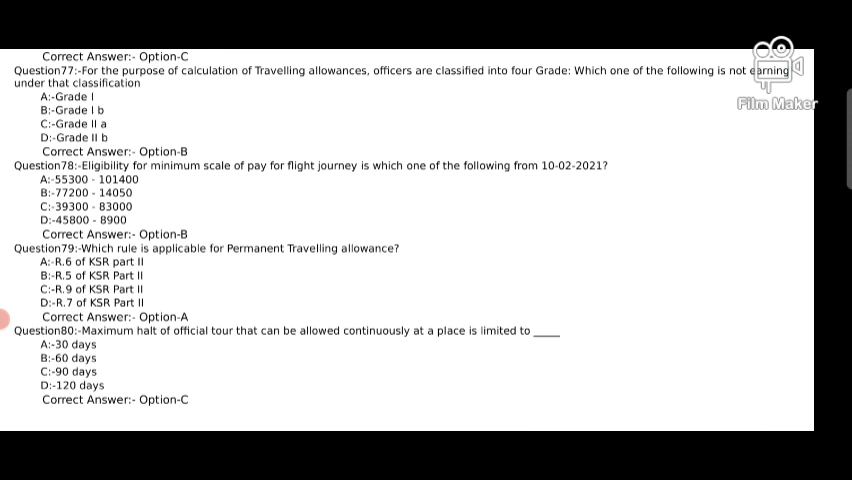 Correct Answer:- Option-C
Question77:-For the purpose of calculation of Travelling allowances, officers are classified into four Grade: Which one of the following is not earning
under that classification
A:-Grade I
B:-Grade I b
C:-Grade II a
D:-Grade II b
Correct Answer:- Option-B
Question78:-Eligibility for minimum scale of pay for flight journey is which one of the following from 10-02-2021?
A:-55300 - 101400
B:-77200 - 14050
C:-39300 - 83000
D:-45800 - 8900
Correct Answer:- Option-B
Question79:-Which rule is applicable for Permanent Travelling allowance?
A:-R.6 of KSR part II
B:-R.5 of KSR Part II
C:-R.9 of KSR Part II
D:-R.7 of KSR Part II
Correct Answer:- Option-A
Question80:-Maximum halt of official tour that can be allowed continuously at a place is limited to _____
A:-30 days
B:-60 days
C:-90 days
D:-120 days
Correct Answer:- Option-C
Film Maker